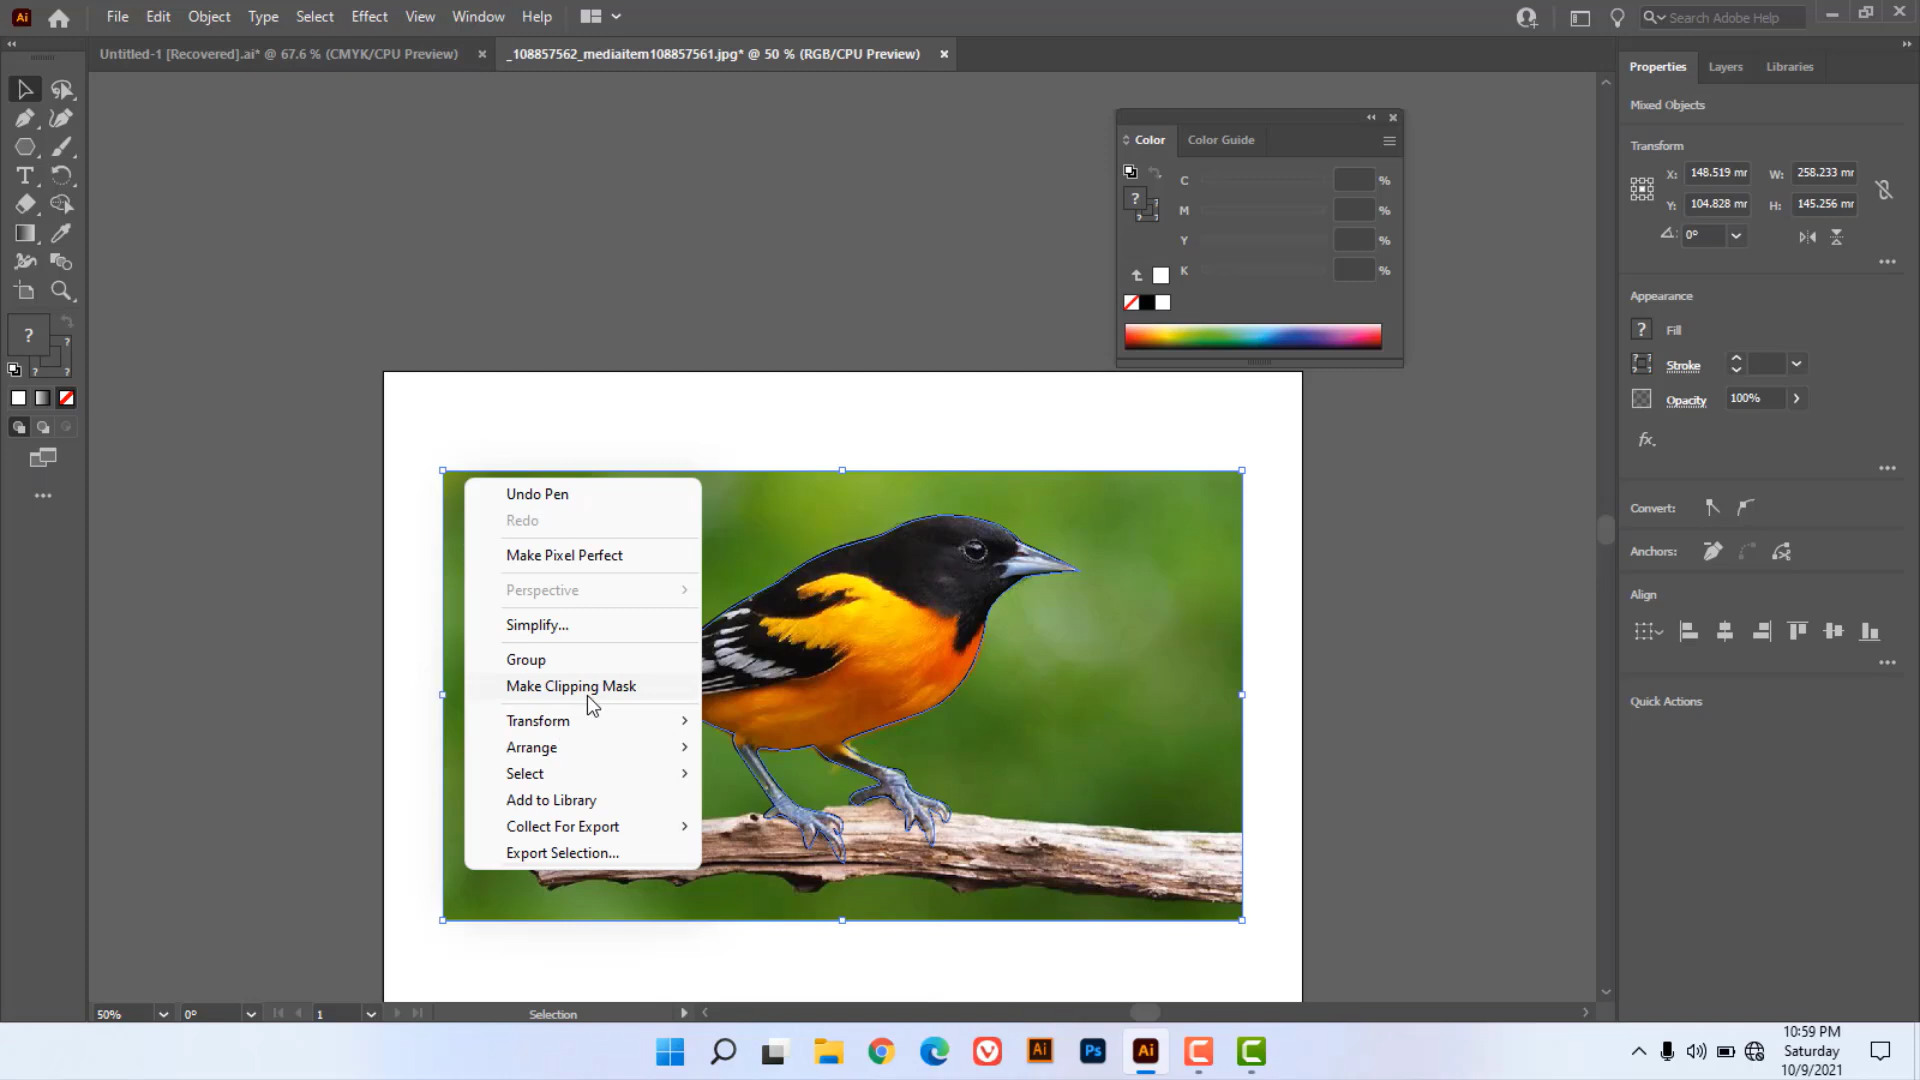 Ai File Edit Object Type Select Effect View Window Help Search Adobe Help
Untitled-1 [Recovered].ai* @ 67.6 % (CMYK/CPU Preview) _108857562_mediaitem108857561.jpg* @ 50 % (RGB/CPU Preview)
Properties Layers Libraries
Mixed Objects
Transform
X: 148.519 mr W: 258.233 mr
Y: 104.828 mr H: 145.256 mr
0°
Appearance
? Fill
Stroke
Opacity 100%
fx.
Convert:
Anchors:
Align
Quick Actions
Color Color Guide
C %
M %
Y %
K %
?
T
?
?
? ?
Undo Pen
Redo
Make Pixel Perfect
Perspective
Simplify...
Group
Make Clipping Mask
Transform
Arrange
Select
Add to Library
Collect For Export
Export Selection...
50% 0° 1 Selection
Ai Ps Ai
10:59 PM
Saturday
10/9/2021